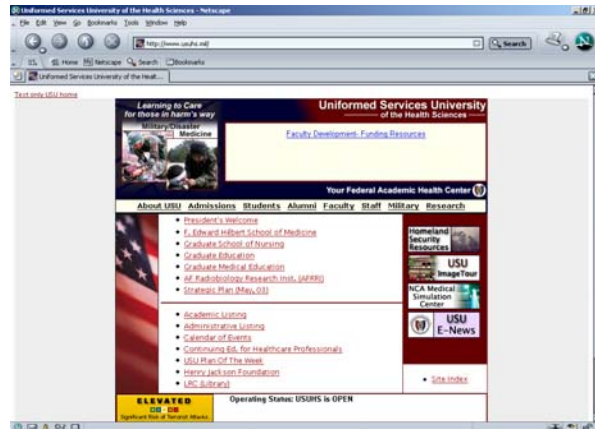 Uniformed Services University of the Health Sciences - Netscape
File Edit View Go Bookmarks Tools Window Help
http://www.usuhs.mil/
Search
Home Netscape Search Bookmarks
Uniformed Services University of the Healt...
Text only USU home
Learning to Care
for those in harm's way
Uniformed Services University
of the Health Sciences
Military/Disaster
Medicine
Faculty Development- Funding Resources
Your Federal Academic Health Center
About USU Admissions Students Alumni Faculty Staff Military Research
President's Welcome
F. Edward Hébert School of Medicine
Graduate School of Nursing
Graduate Education
Graduate Medical Education
AF Radiobiology Research Inst. (AFRRI)
Strategic Plan (May, 03)
Homeland
Security
Resources
USU
ImageTour
NCA Medical
Simulation
Center
USU
E-News
Academic Listing
Administrative Listing
Calendar of Events
Continuing Ed. for Healthcare Professionals
USU Plan Of The Week
Henry Jackson Foundation
LRC (Library)
Site Index
ELEVATED
Significant Risk of Terrorist Attacks
Operating Status: USUHS is OPEN